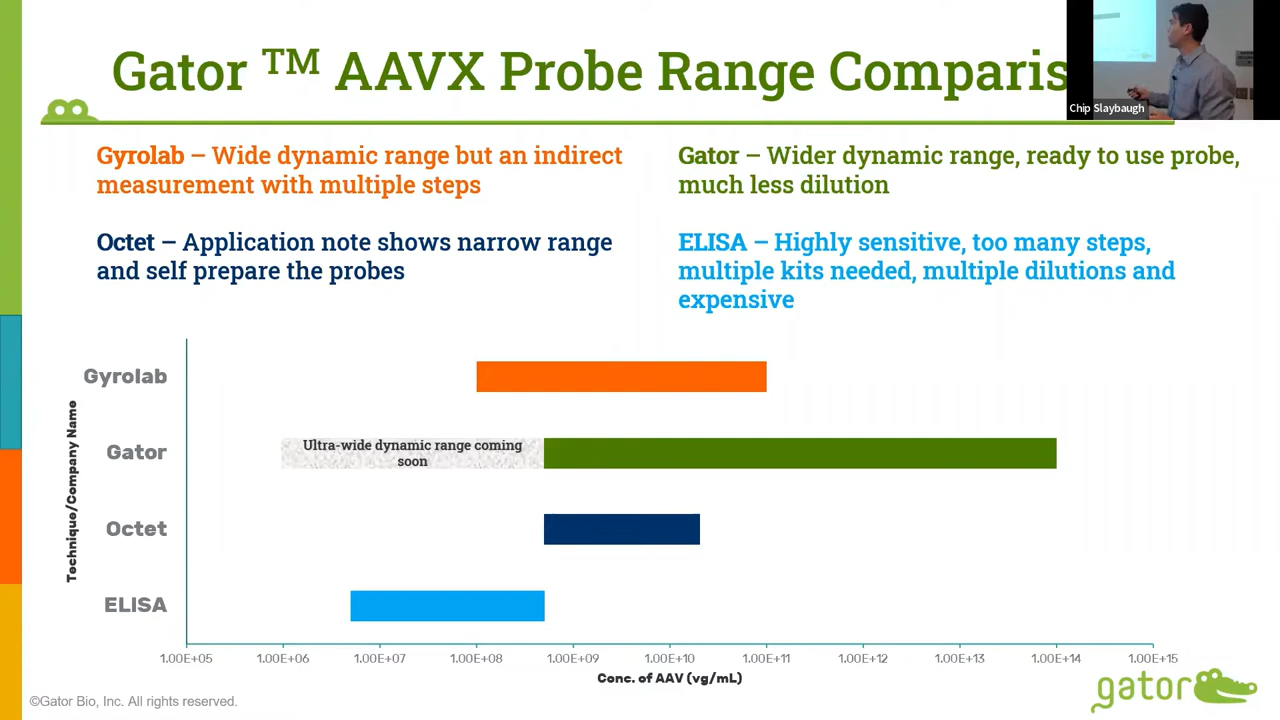 Gator TM AAVX Probe Range Comparis
Chip Slaybaugh
Gyrolab – Wide dynamic range but an indirect
measurement with multiple steps
Octet – Application note shows narrow range
and self prepare the probes
Gator – Wider dynamic range, ready to use probe,
much less dilution
ELISA – Highly sensitive, too many steps,
multiple kits needed, multiple dilutions and
expensive
Technique/Company Name
Gyrolab
Gator
Ultra-wide dynamic range coming
soon
Octet
ELISA
1.00E+05 1.00E+06 1.00E+07 1.00E+08 1.00E+09 1.00E+10 1.00E+11 1.00E+12 1.00E+13 1.00E+14 1.00E+15
Conc. of AAV (vg/mL)
©Gator Bio, Inc. All rights reserved.
gator